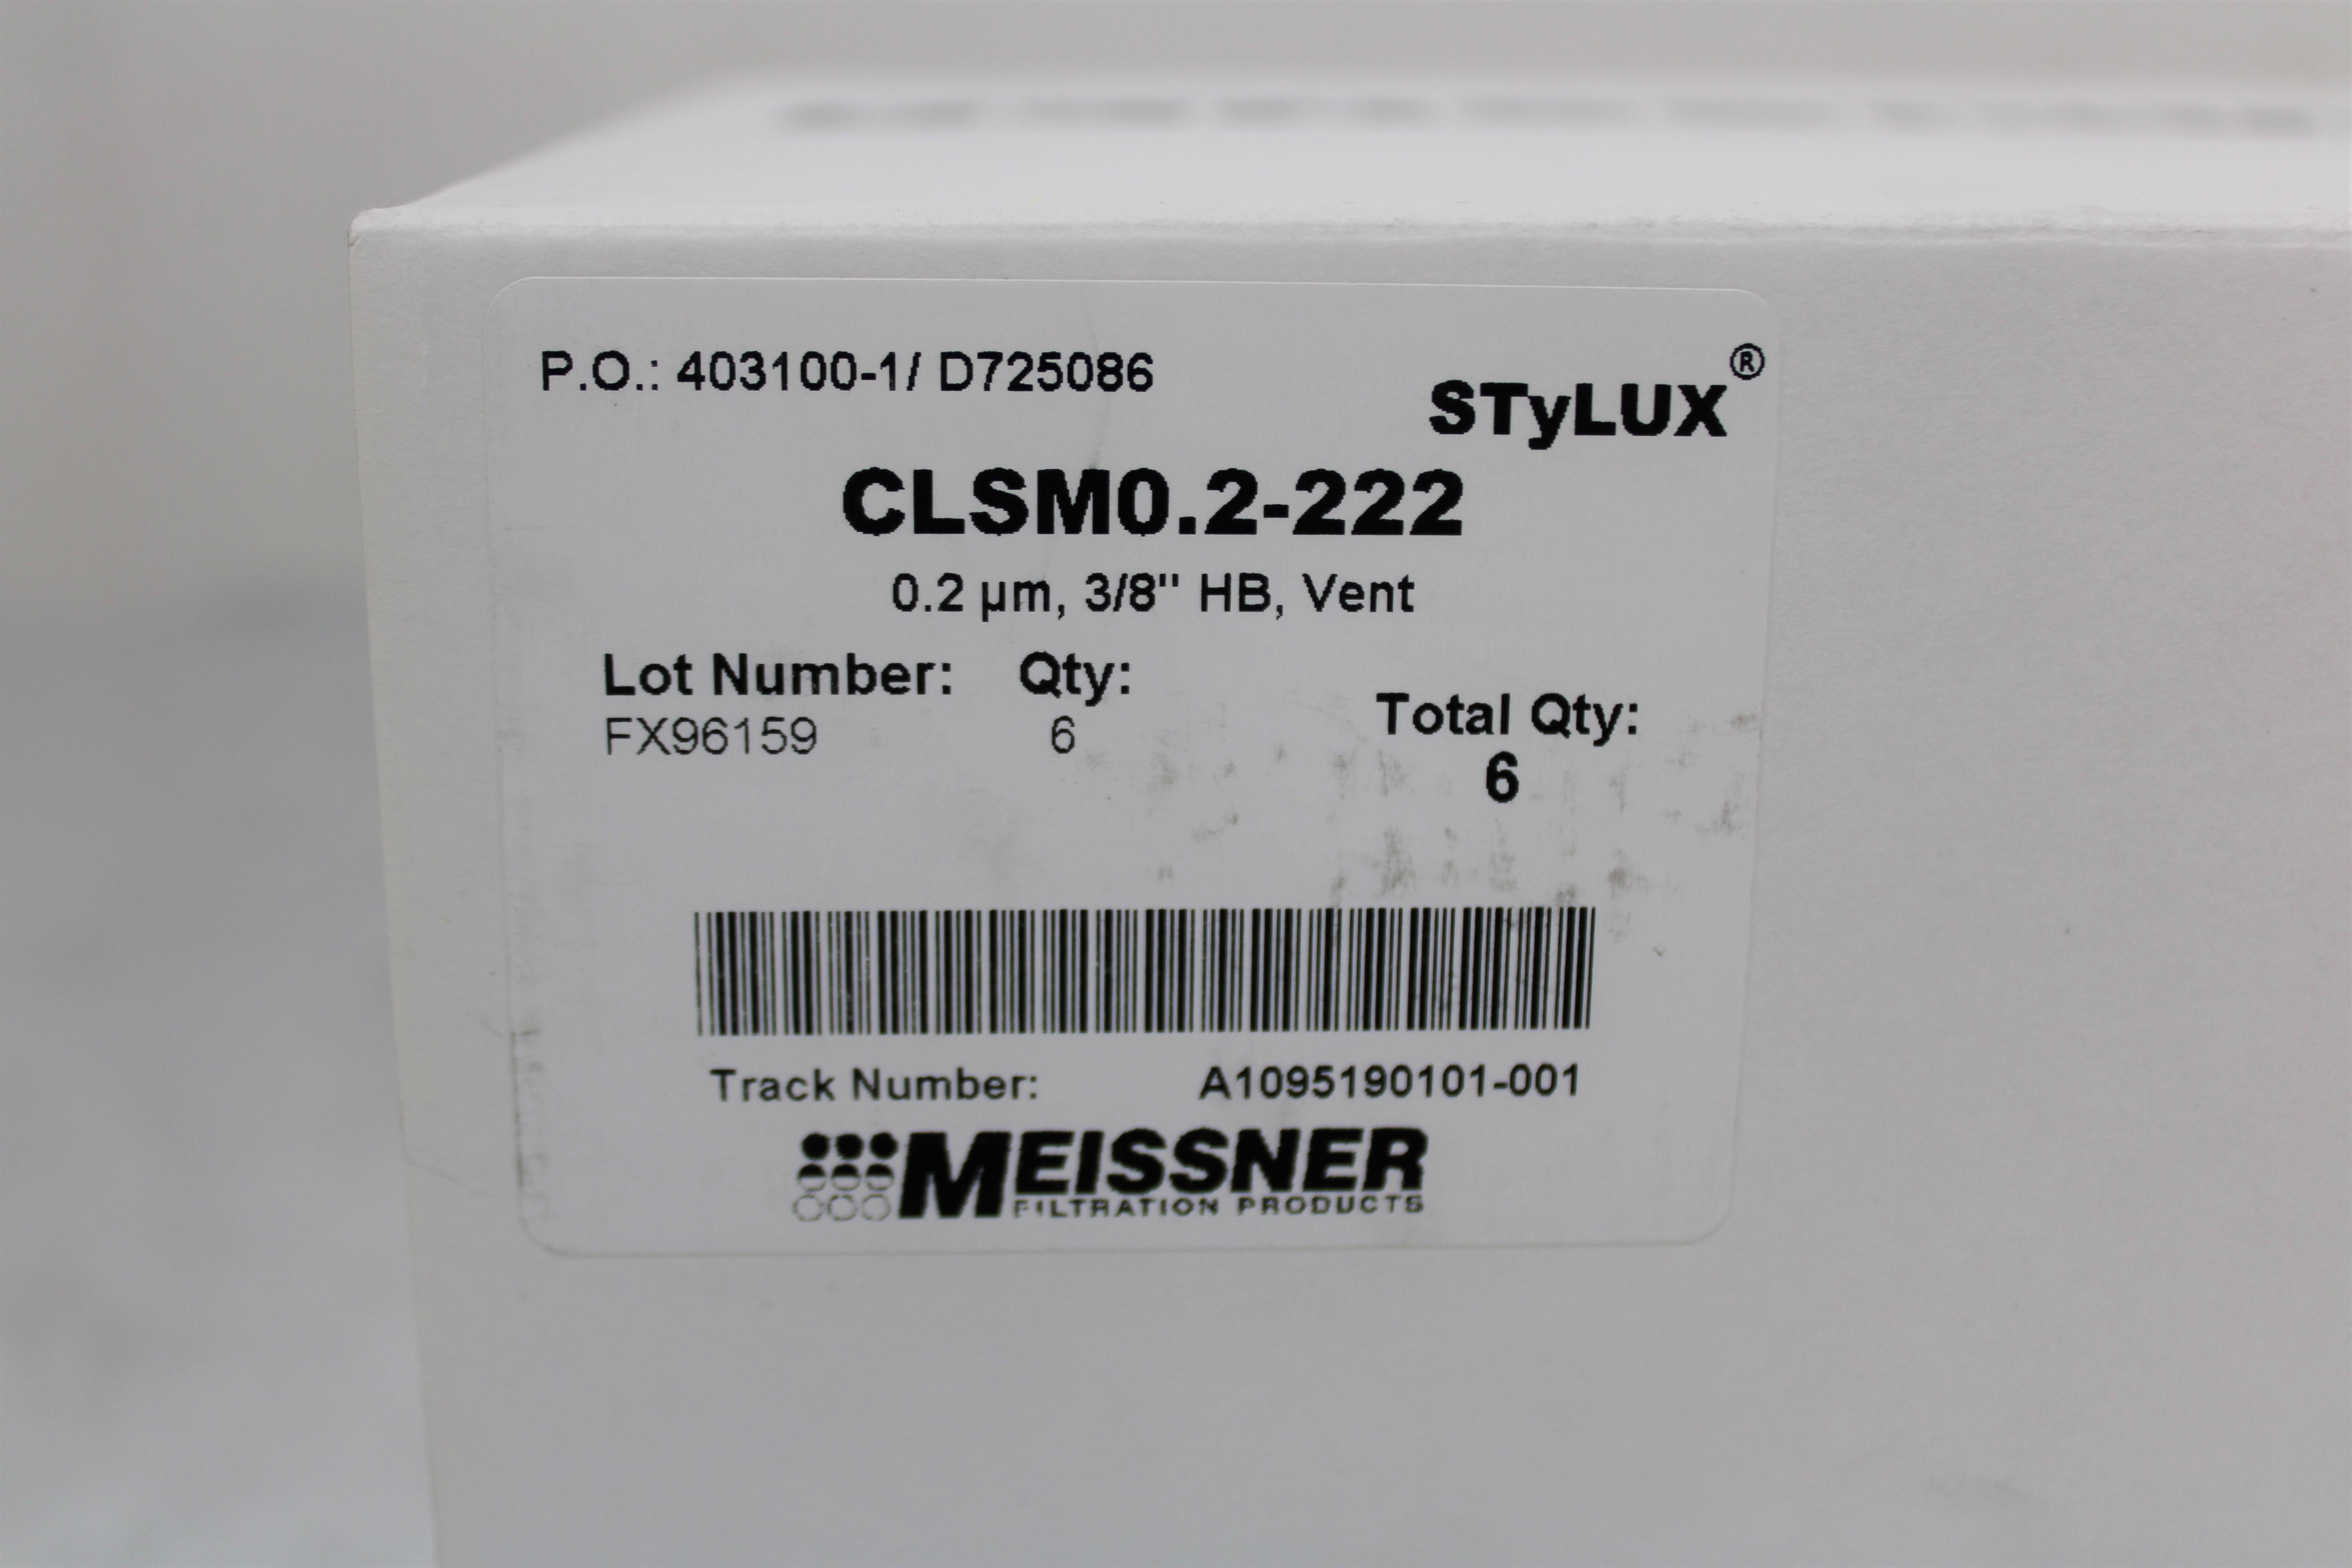 P.O.: 403100-1/ D725086
STyLUX®
CLSM0.2-222
0.2 µm, 3/8" HB, Vent
Lot Number: Qty:
FX96159 6
Total Qty:
6
Track Number: A1095190101-001
MEISSNER
FILTRATION PRODUCTS